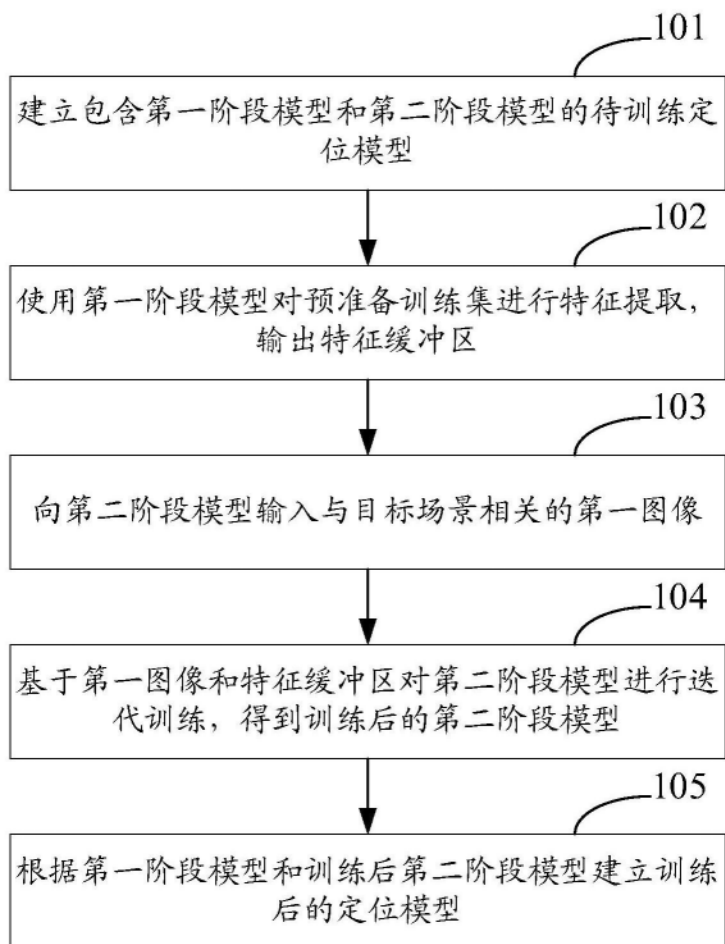 101
建立包含第一阶段模型和第二阶段模型的待训练定
位模型
102
使用第一阶段模型对预准备训练集进行特征提取，
输出特征缓冲区
103
向第二阶段模型输入与目标场景相关的第一图像
104
基于第一图像和特征缓冲区对第二阶段模型进行迭
代训练，得到训练后的第二阶段模型
105
根据第一阶段模型和训练后第二阶段模型建立训练
后的定位模型